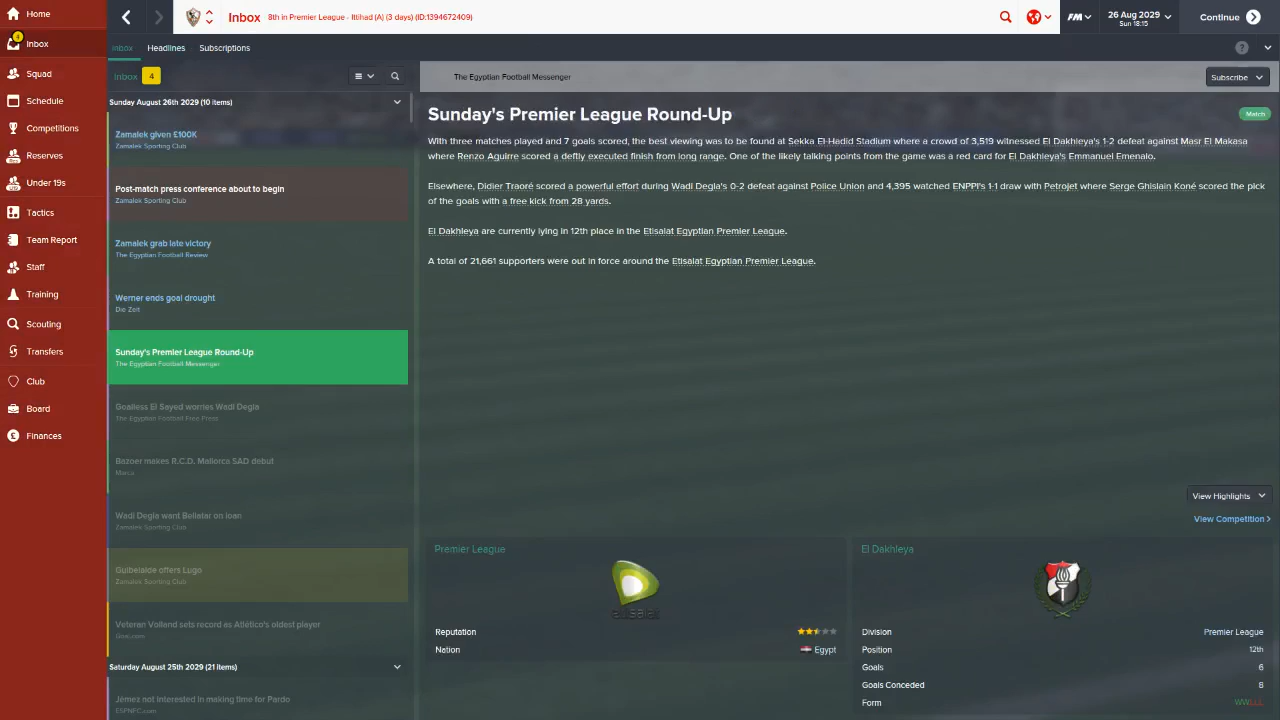 Home
8th in Premier League - Ittihad (A) (3 days) (ID:1394672409)
Inbox
FM
26 Aug 2029
Sun 18:15
Continue
4
Inbox
Squad
Schedule
Competitions
Reserves
Under 19s
Tactics
Team Report
Staff
Training
Scouting
Transfers
Club
Board
Finances
Inbox
Headlines
Subscriptions
Inbox
4
Sunday August 26th 2029 (10 items)
Zamalek given £100K
Zamalek Sporting Club
Post-match press conference about to begin
Zamalek Sporting Club
Zamalek grab late victory
The Egyptian Football Review
Werner ends goal drought
Die Zeit
Sunday's Premier League Round-Up
The Egyptian Football Messenger
Goalless El Sayed worries Wadi Degla
The Egyptian Football Free Press
Bazoer makes R.C.D. Mallorca SAD debut
Marca
Wadi Degla want Bellatar on loan
Zamalek Sporting Club
Guibelalde offers Lugo
Zamalek Sporting Club
Veteran Volland sets record as Atlético's oldest player
Saturday August 25th 2029 (21 items)
Jémez not interested in making time for Pardo
ESPNFC.com
The Egyptian Football Messenger
Subscribe
Sunday's Premier League Round-Up
Match
With three matches played and 7 goals scored, the best viewing was to be found at Sekka El-Hadid Stadium where a crowd of 3,519 witnessed El Dakhleya's 1-2 defeat against Masr El Makasa
where Renzo Aguirre scored a deftly executed finish from long range. One of the likely talking points from the game was a red card for El Dakhleya's Emmanuel Emenalo.
Elsewhere, Didier Traoré scored a powerful effort during Wadi Degla's 0-2 defeat against Police Union and 4,395 watched ENPPI's 1-1 draw with Petrojet where Serge Ghislain Koné scored the pick
of the goals with a free kick from 28 yards.
El Dakhleya are currently lying in 12th place in the Etisalat Egyptian Premier League.
A total of 21,661 supporters were out in force around the Etisalat Egyptian Premier League.
View Highlights
View Competition
Premier League
etisalat
Reputation
Nation
Egypt
El Dakhleya
Division
Premier League
Position
12th
Goals
6
Goals Conceded
8
Form
WWLLL